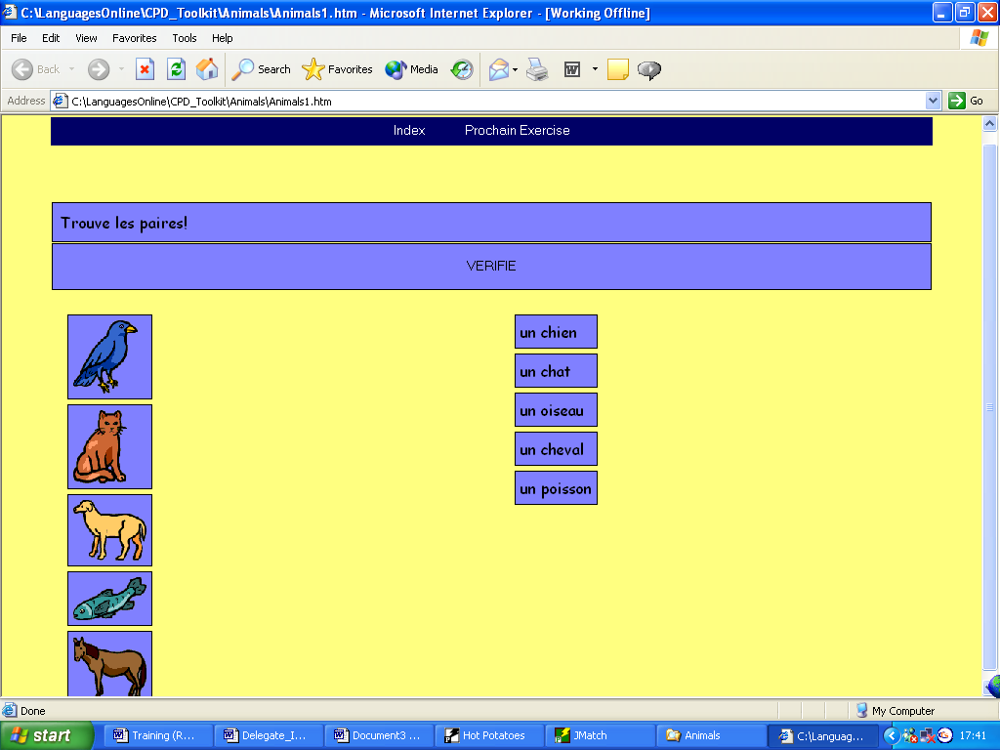 C:\LanguagesOnline\CPD_Toolkit\Animals\Animals1.htm - Microsoft Internet Explorer - [Working Offline]
File Edit View Favorites Tools Help
Back Search Favorites Media
Address C:\LanguagesOnline\CPD_Toolkit\Animals\Animals1.htm Go
Index Prochain Exercise
Trouve les paires!
VERIFIE
un chien
un chat
un oiseau
un cheval
un poisson
Done My Computer
start Training (R... Delegate_I... Document3 ... Hot Potatoes JMatch Animals C:\Languag... 17:41